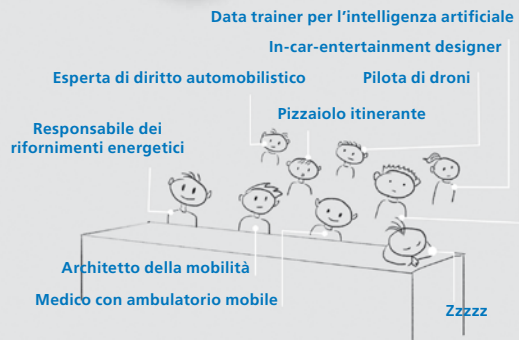 Data trainer per l’intelligenza artificiale
In-car-entertainment designer
Esperta di diritto automobilistico
Pilota di droni
Pizzaiolo itinerante
Responsabile dei
rifornimenti energetici
Architetto della mobilità
Medico con ambulatorio mobile
Zzzzz